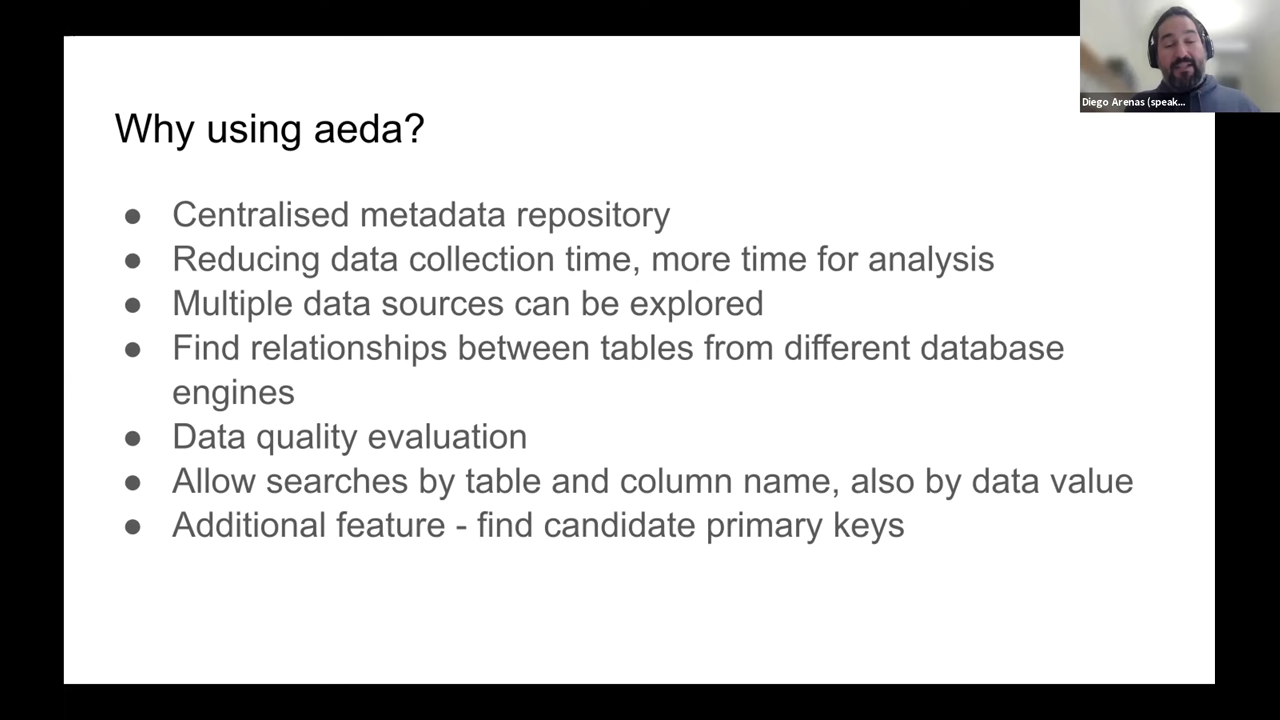 Why using aeda?
● Centralised metadata repository
● Reducing data collection time, more time for analysis
● Multiple data sources can be explored
● Find relationships between tables from different database
engines
● Data quality evaluation
● Allow searches by table and column name, also by data value
● Additional feature - find candidate primary keys
Diego Arenas (speak...